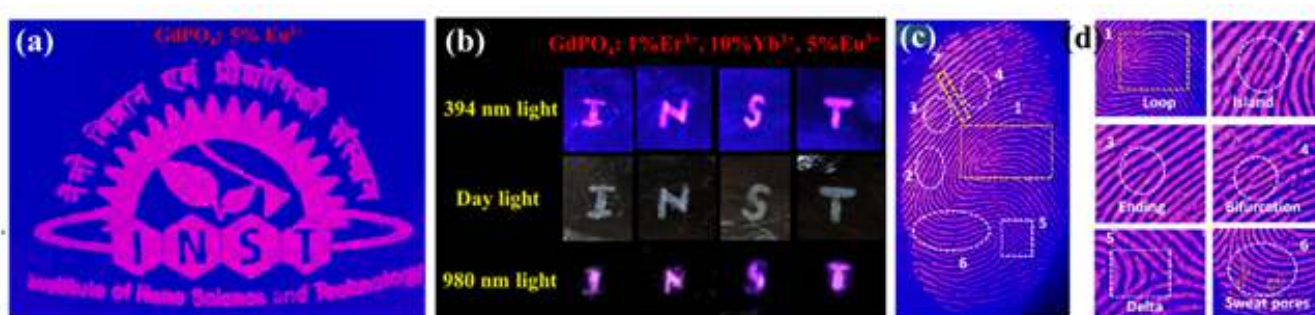 (a)
GdPO₄: 5% Eu³⁺
नैनो विज्ञान एवं प्रौद्योगिकी संस्थान
INST
Institute of Nano Science and Technology
(b)
GdPO₄: 1%Er³⁺, 10%Yb³⁺, 5%Eu³⁺
394 nm light
I N S T
Day light
I N S T
980 nm light
I N S T
(c)
7
4
3
1
2
5
6
(d)
1
Loop
2
Island
3
Ending
4
Bifurcation
5
Delta
6
Sweat pores